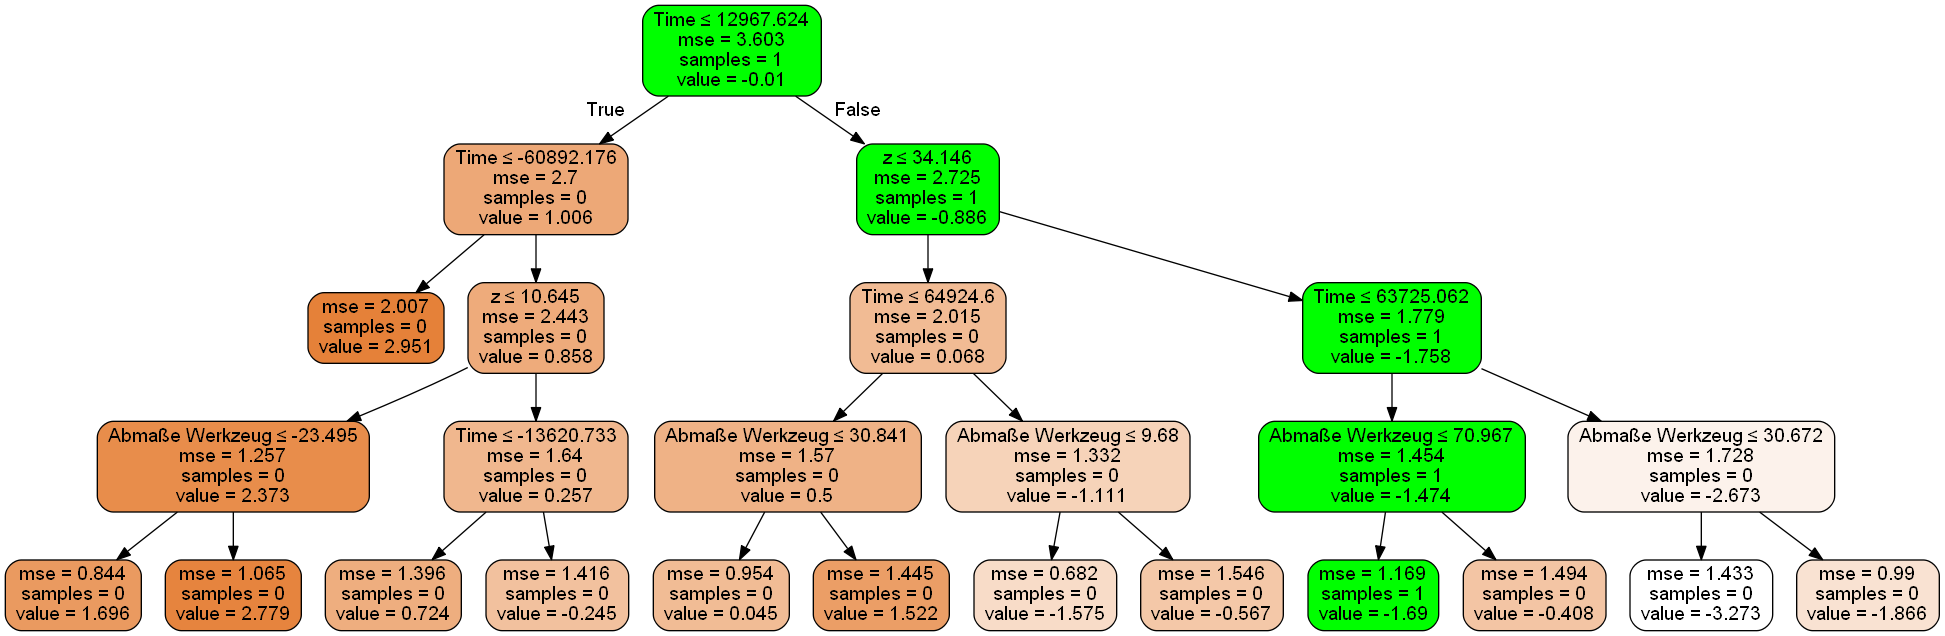 Time ≤ 12967.624
mse = 3.603
samples = 1
value = -0.01
True
False
Time ≤ -60892.176
mse = 2.7
samples = 0
value = 1.006
z ≤ 34.146
mse = 2.725
samples = 1
value = -0.886
mse = 2.007
samples = 0
value = 2.951
z ≤ 10.645
mse = 2.443
samples = 0
value = 0.858
Time ≤ 64924.6
mse = 2.015
samples = 0
value = 0.068
Time ≤ 63725.062
mse = 1.779
samples = 1
value = -1.758
Abmaße Werkzeug ≤ -23.495
mse = 1.257
samples = 0
value = 2.373
Time ≤ -13620.733
mse = 1.64
samples = 0
value = 0.257
Abmaße Werkzeug ≤ 30.841
mse = 1.57
samples = 0
value = 0.5
Abmaße Werkzeug ≤ 9.68
mse = 1.332
samples = 0
value = -1.111
Abmaße Werkzeug ≤ 70.967
mse = 1.454
samples = 1
value = -1.474
Abmaße Werkzeug ≤ 30.672
mse = 1.728
samples = 0
value = -2.673
mse = 0.844
samples = 0
value = 1.696
mse = 1.065
samples = 0
value = 2.779
mse = 1.396
samples = 0
value = 0.724
mse = 1.416
samples = 0
value = -0.245
mse = 0.954
samples = 0
value = 0.045
mse = 1.445
samples = 0
value = 1.522
mse = 0.682
samples = 0
value = -1.575
mse = 1.546
samples = 0
value = -0.567
mse = 1.169
samples = 1
value = -1.69
mse = 1.494
samples = 0
value = -0.408
mse = 1.433
samples = 0
value = -3.273
mse = 0.99
samples = 0
value = -1.866